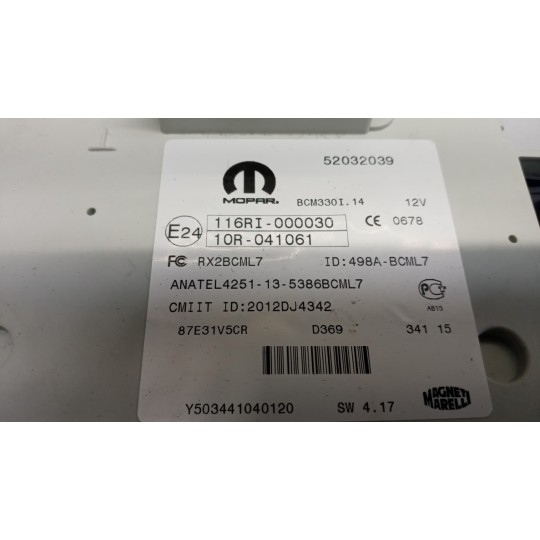 52032039
MOPAR. BCM330I.14 12V
E24 116RI-000030 CE 0678
10R-041061
FC RX2BCML7 ID:498A-BCML7
ANATEL4251-13-5386BCML7
CMIIT ID:2012DJ4342
AB15
87E31V5CR D369 341 15
Y503441040120 SW 4.17
MAGNETI
MARELLI